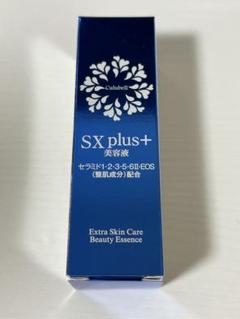 Culubell
SX plus+
美容液
セラミド1・2・3・5・6Ⅱ・EOS
(整肌成分)配合
Extra Skin Care
Beauty Essence